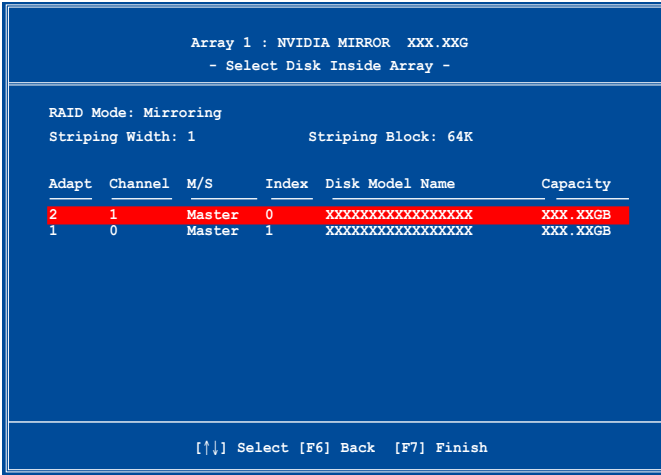 Array 1 : NVIDIA MIRROR XXX.XXG
- Select Disk Inside Array -
RAID Mode: Mirroring
Striping Width: 1 Striping Block: 64K
Adapt Channel M/S Index Disk Model Name Capacity
2 1 Master 0 XXXXXXXXXXXXXXXXX XXX.XXGB
1 0 Master 1 XXXXXXXXXXXXXXXXX XXX.XXGB
[↑↓] Select [F6] Back [F7] Finish